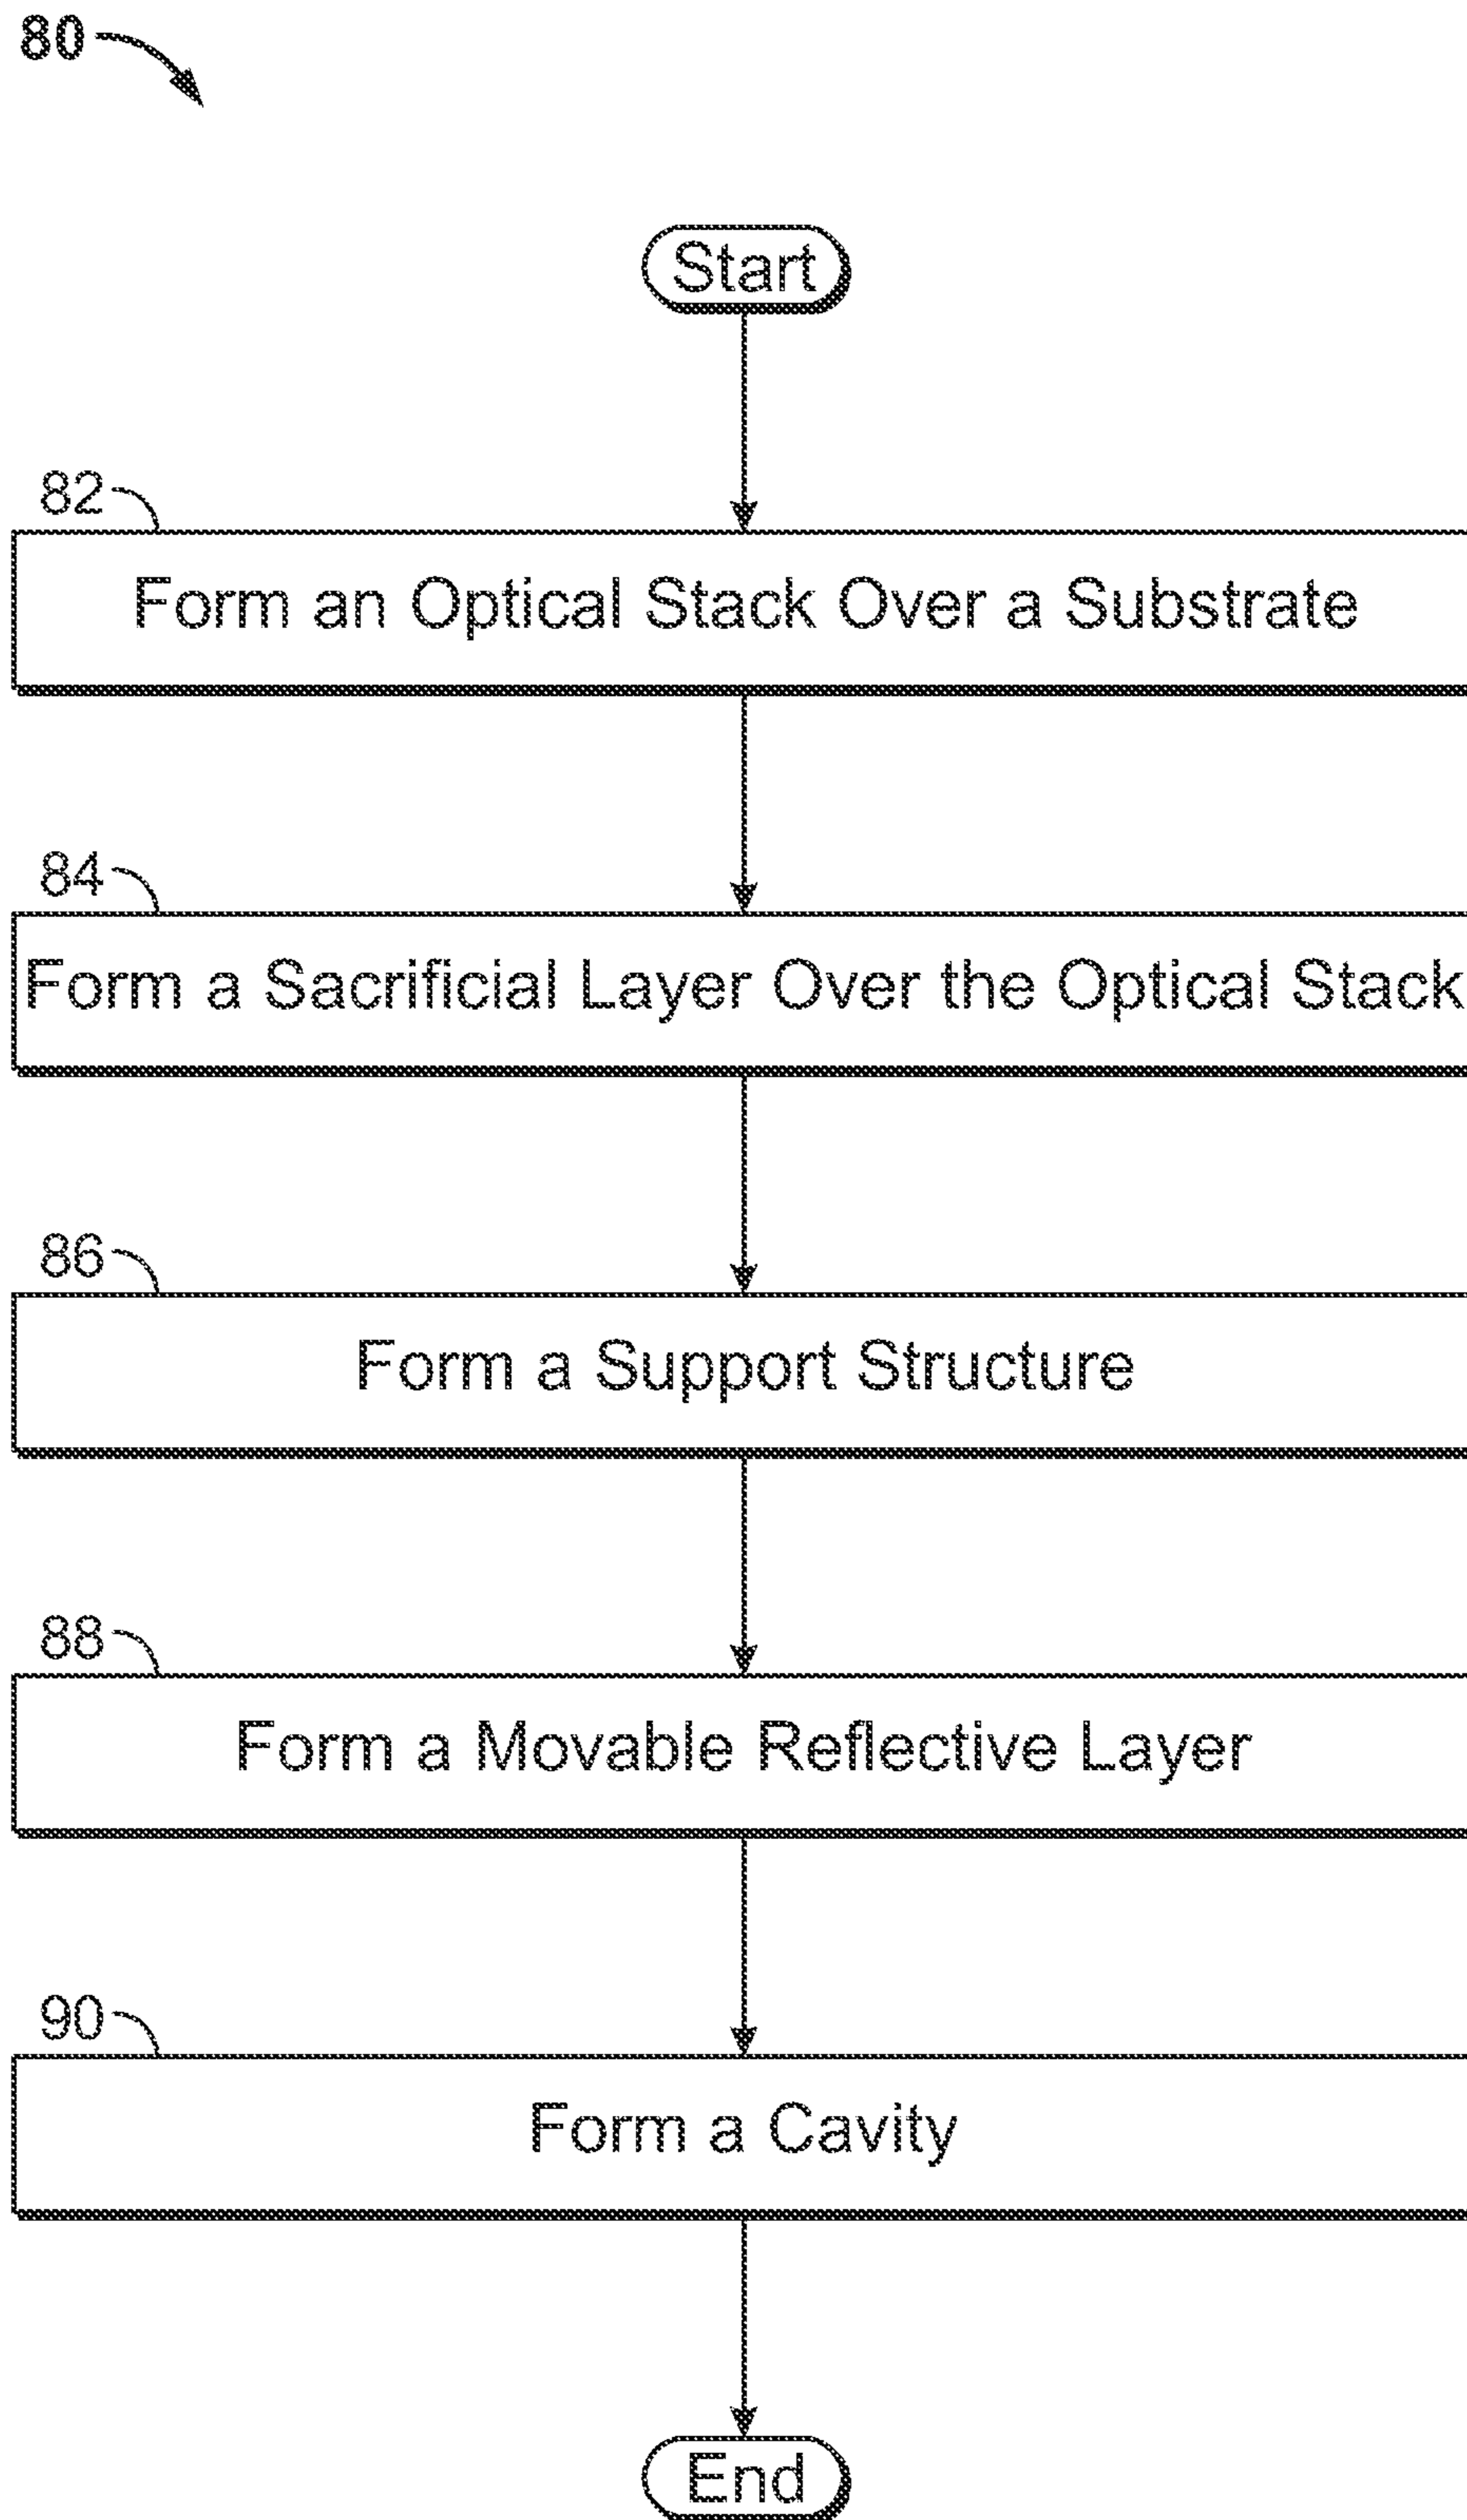 80
Start
82
Form an Optical Stack Over a Substrate
84
Form a Sacrificial Layer Over the Optical Stack
86
Form a Support Structure
88
Form a Movable Reflective Layer
90
Form a Cavity
End